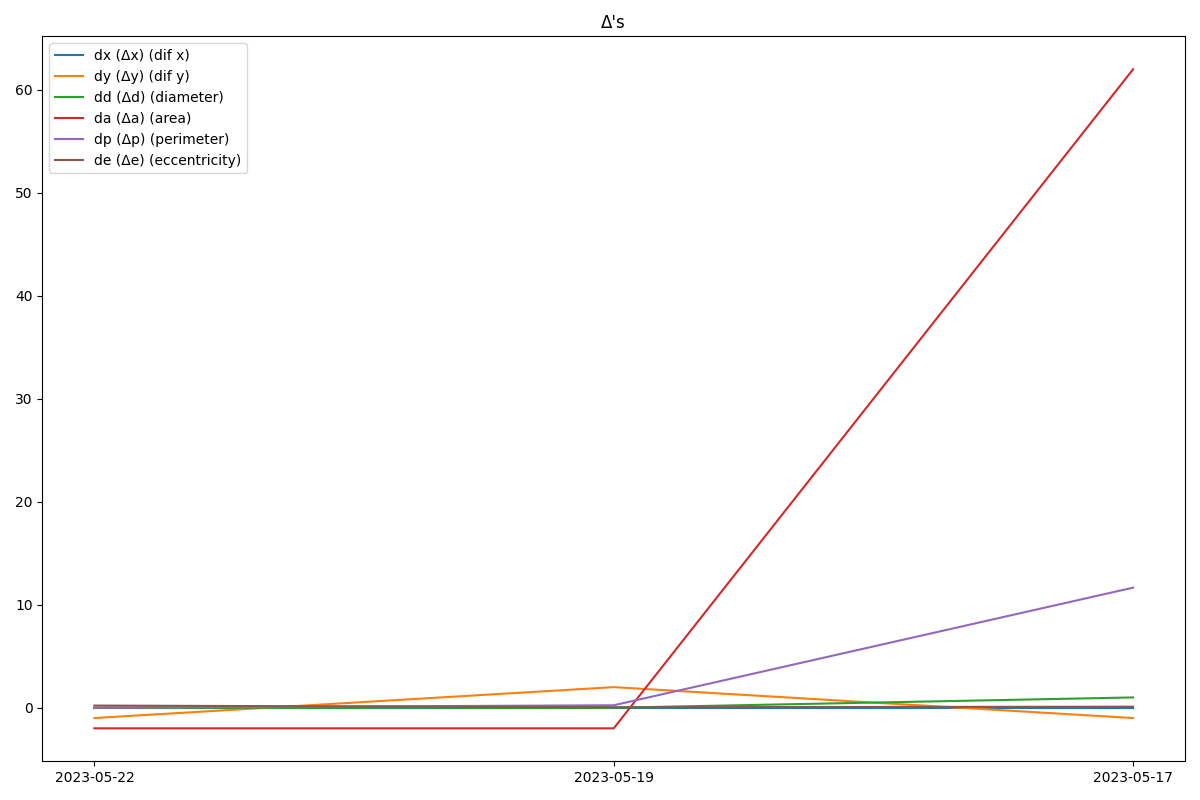 Δ's
dx (Δx) (dif x)
dy (Δy) (dif y)
dd (Δd) (diameter)
da (Δa) (area)
dp (Δp) (perimeter)
de (Δe) (eccentricity)
60
50
40
30
20
10
0
2023-05-22 2023-05-19 2023-05-17